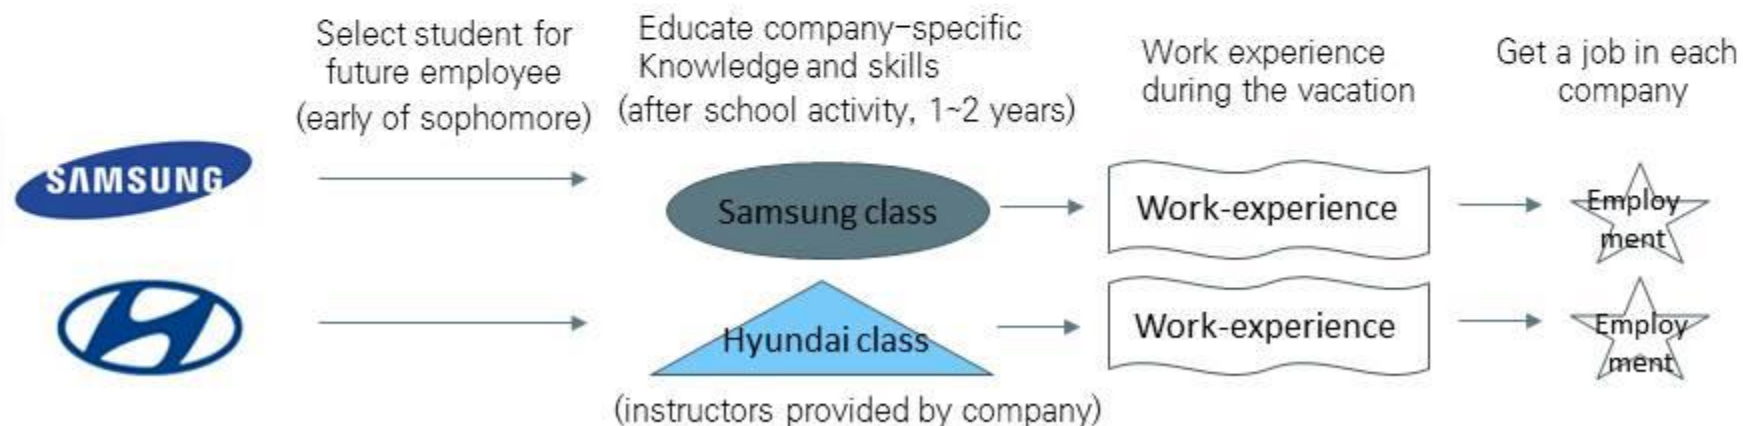 Select student for
future employee
(early of sophomore)
Educate company-specific
Knowledge and skills
(after school activity, 1~2 years)
Work experience
during the vacation
Get a job in each
company
SAMSUNG
Samsung class
Work-experience
Employ
ment
Hyundai class
Work-experience
Employ
ment
(instructors provided by company)